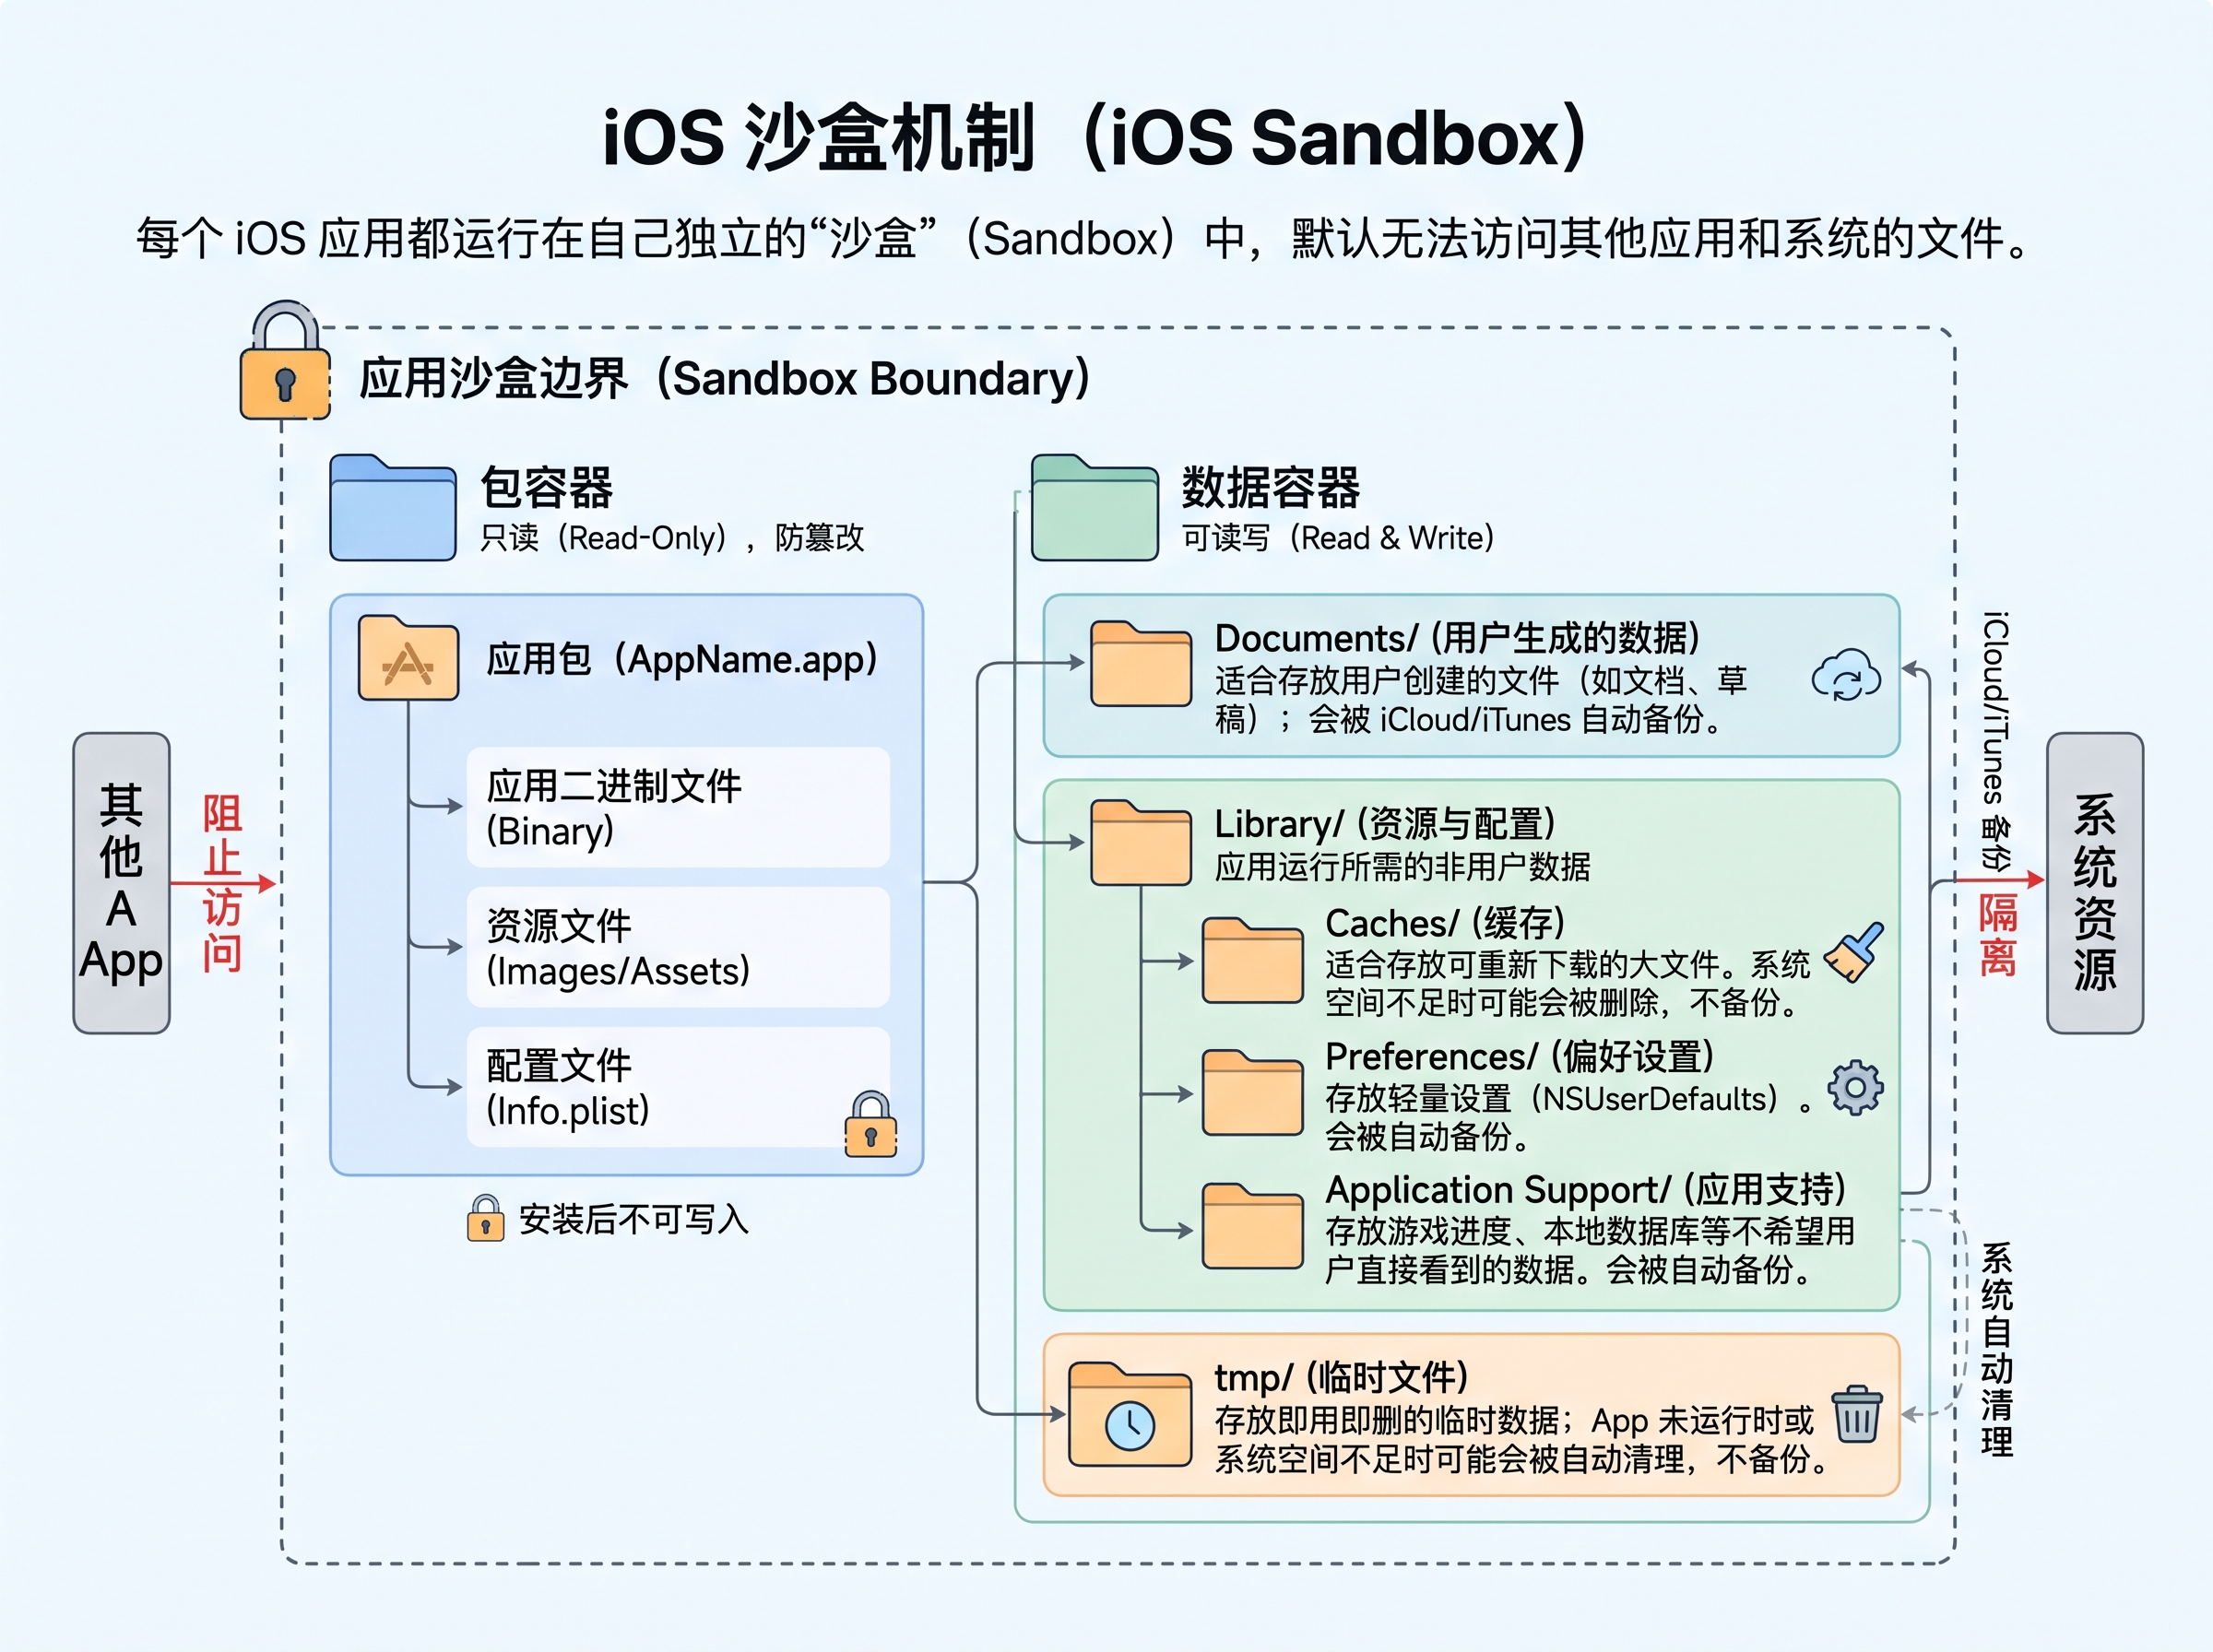 iOS 沙盒机制（iOS Sandbox）
每个 iOS 应用都运行在自己独立的“沙盒”（Sandbox）中，默认无法访问其他应用和系统的文件。
应用沙盒边界（Sandbox Boundary）
包容器
只读（Read-Only），防篡改
应用包（AppName.app）
应用二进制文件
(Binary)
资源文件
(Images/Assets)
配置文件
(Info.plist)
安装后不可写入
数据容器
可读写（Read & Write）
Documents/ (用户生成的数据)
适合存放用户创建的文件（如文档、草
稿）；会被 iCloud/iTunes 自动备份。
Library/ (资源与配置)
应用运行所需的非用户数据
Caches/ (缓存)
适合存放可重新下载的大文件。系统
空间不足时可能会被删除，不备份。
Preferences/ (偏好设置)
存放轻量设置（NSUserDefaults）。
会被自动备份。
Application Support/ (应用支持)
存放游戏进度、本地数据库等不希望用
户直接看到的数据。会被自动备份。
tmp/ (临时文件)
存放即用即删的临时数据；App 未运行时或
系统空间不足时可能会被自动清理，不备份。
其他 A App
阻止访问
iCloud/iTunes 备份
隔离
系统资源
系统自动清理